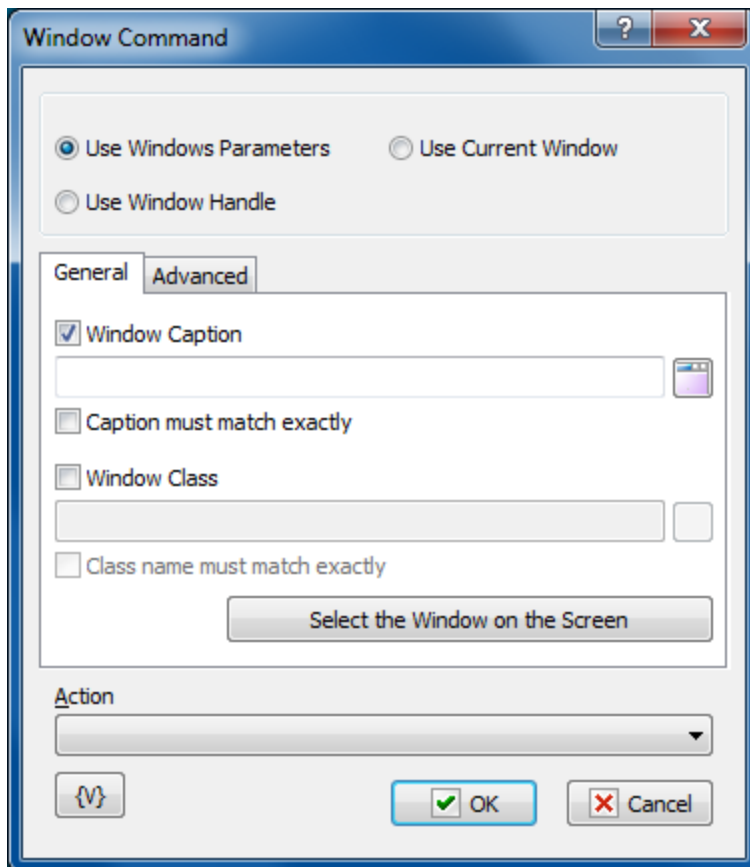 Window Command
?
Use Windows Parameters
Use Current Window
Use Window Handle
General
Advanced
Window Caption
Caption must match exactly
Window Class
Class name must match exactly
Select the Window on the Screen
Action
{V}
OK
Cancel